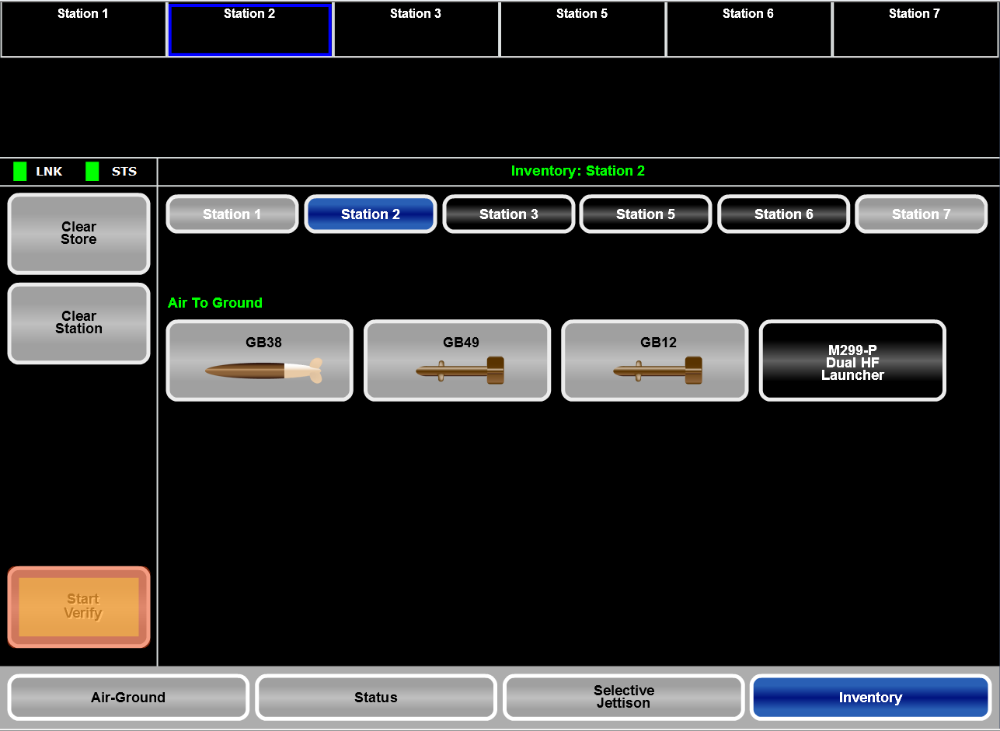 Station 1
Station 2
Station 3
Station 5
Station 6
Station 7
LNK
STS
Inventory: Station 2
Clear
Store
Clear
Station
Start
Verify
Station 1
Station 2
Station 3
Station 5
Station 6
Station 7
Air To Ground
GB38
GB49
GB12
M299-P
Dual HF
Launcher
Air-Ground
Status
Selective
Jettison
Inventory